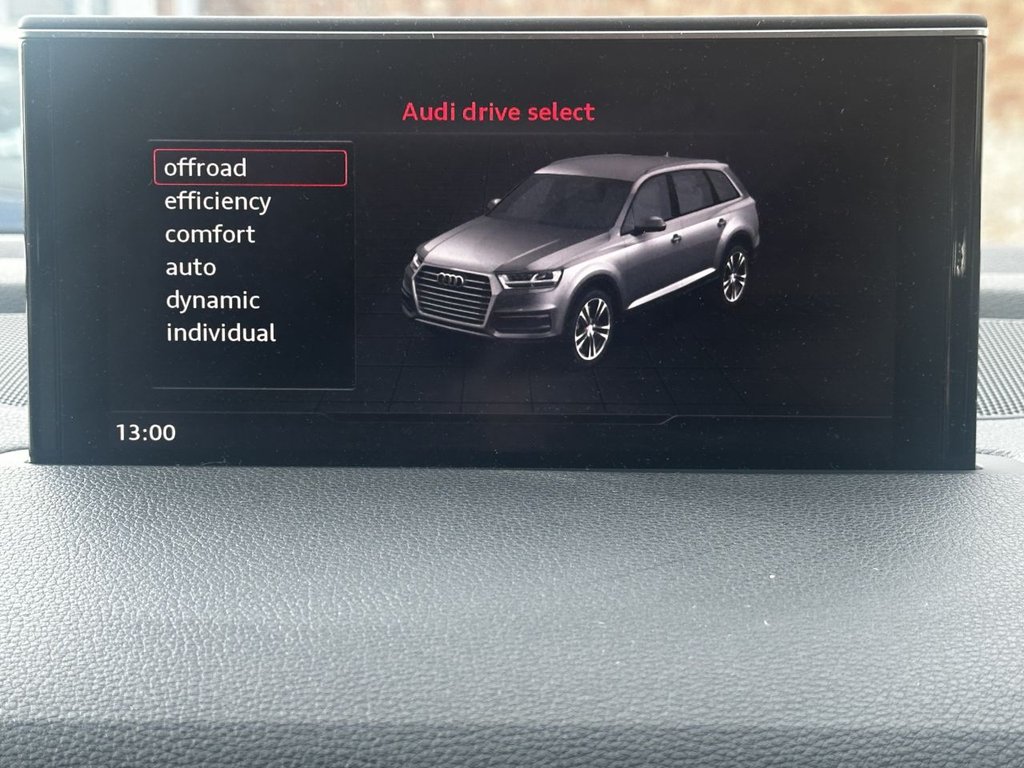 Audi drive select
offroad
efficiency
comfort
auto
dynamic
individual
13:00